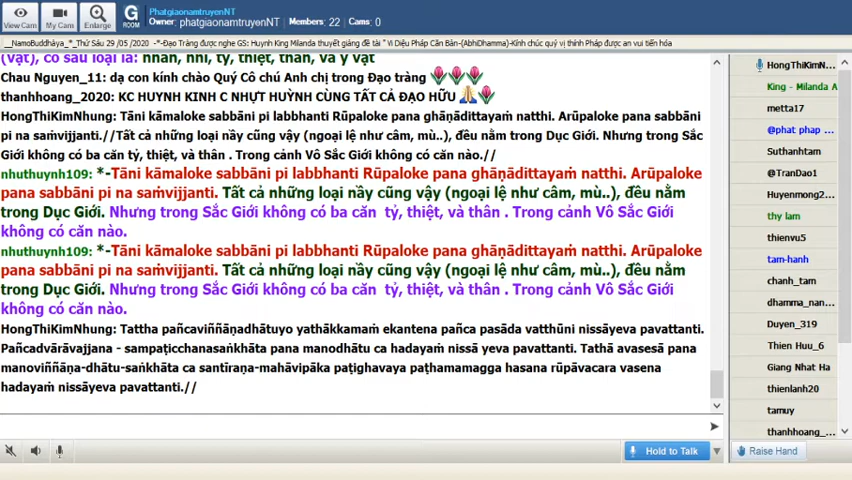 View Cam
My Cam
Enlarge
G
ROOM
PhatgiaonamtruyenNT
Owner: phatgiaonamtruyenNT Members: 22 Cams: 0
__NamoBuddhàya_*_Thứ Sáu 29 /05 /2020 -*-Đạo Tràng được nghe GS: Huynh King Milanda thuyết giảng đề tài " Vi Diệu Pháp Căn Bản-(AbhiDhamma)-Kính chúc quý vị thính Pháp được an vui tiến hóa
(vật), có sáu loại là: nhãn, nhĩ, tỷ, thiệt, thân, và ý vật
Chau Nguyen_11: dạ con kính chào Quý Cô chú Anh chị trong Đạo tràng 🌷🌷🌷
thanhhoang_2020: KC HUYNH KINH C NHỰT HUỲNH CÙNG TẤT CẢ ĐẠO HỮU 🙏🌷
HongThiKimNhung: Tāni kāmaloke sabbāni pi labbhanti Rūpaloke pana ghāṇādittayaṁ natthi. Arūpaloke pana sabbāni
pi na saṁvijjanti.//Tất cả những loại nầy cũng vậy (ngoại lệ như câm, mù..), đều nằm trong Dục Giới. Nhưng trong Sắc
Giới không có ba căn tỷ, thiệt, và thân . Trong cảnh Vô Sắc Giới không có căn nào.//
nhuthuynh109: *-Tāni kāmaloke sabbāni pi labbhanti Rūpaloke pana ghāṇādittayaṁ natthi. Arūpaloke
pana sabbāni pi na saṁvijjanti. Tất cả những loại nầy cũng vậy (ngoại lệ như câm, mù..), đều nằm
trong Dục Giới. Nhưng trong Sắc Giới không có ba căn tỷ, thiệt, và thân . Trong cảnh Vô Sắc Giới
không có căn nào.
nhuthuynh109: *-Tāni kāmaloke sabbāni pi labbhanti Rūpaloke pana ghāṇādittayaṁ natthi. Arūpaloke
pana sabbāni pi na saṁvijjanti. Tất cả những loại nầy cũng vậy (ngoại lệ như câm, mù..), đều nằm
trong Dục Giới. Nhưng trong Sắc Giới không có ba căn tỷ, thiệt, và thân . Trong cảnh Vô Sắc Giới
không có căn nào.
HongThiKimNhung: Tattha pañcaviññāṇadhātuyo yathākkamaṁ ekantena pañca pasāda vatthūni nissāyeva pavattanti.
Pañcadvārāvajjana - sampaṭicchanasaṅkhāta pana manodhātu ca hadayaṁ nissā yeva pavattanti. Tathā avasesā pana
manoviññāṇa-dhātu-saṅkhāta ca santīraṇa-mahāvipāka paṭighavaya paṭhamamagga hasana rūpāvacara vasena
hadayaṁ nissāyeva pavattanti.//
HongThiKimN...
King - Milanda A
metta17
@phat phap ...
Suthanhtam
@TranDao1
Huyenmong2...
thy lam
thienvu5
tam-hanh
chanh_tam
dhamma_nan...
Duyen_319
Thien Huu_6
Giang Nhat Ha
thienlanh20
tamuy
thanhhoang_...
Hold to Talk
Raise Hand